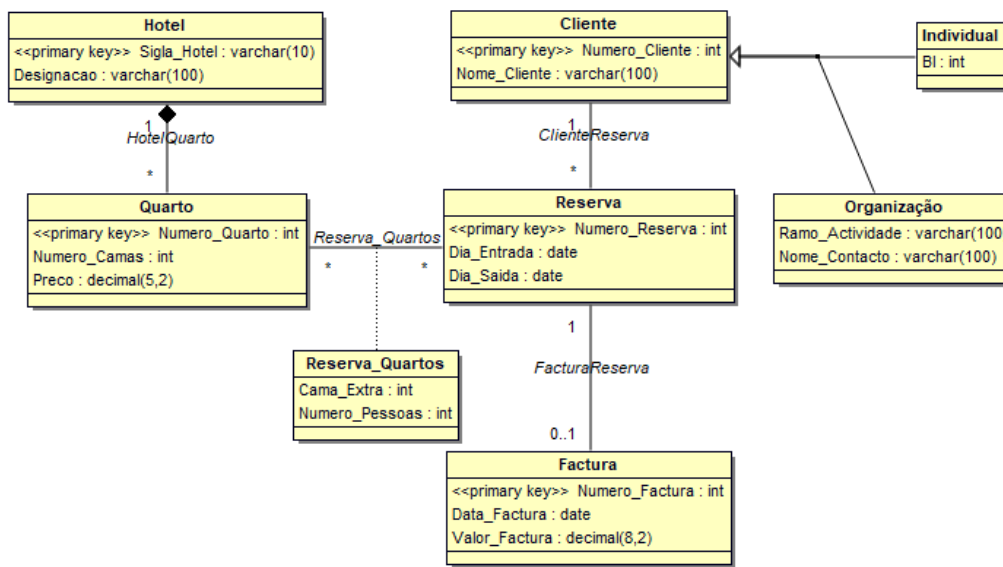 Hotel
<<primary key>> Sigla_Hotel : varchar(10)
Designacao : varchar(100)
Cliente
<<primary key>> Numero_Cliente : int
Nome_Cliente : varchar(100)
Individual
BI : int
1
HotelQuarto
*
1
ClienteReserva
*
Quarto
<<primary key>> Numero_Quarto : int
Numero_Camas : int
Preco : decimal(5,2)
Reserva_Quartos
*
*
Reserva
<<primary key>> Numero_Reserva : int
Dia_Entrada : date
Dia_Saida : date
Organização
Ramo_Actividade : varchar(100
Nome_Contacto : varchar(100)
Reserva_Quartos
Cama_Extra : int
Numero_Pessoas : int
1
FacturaReserva
0..1
Factura
<<primary key>> Numero_Factura : int
Data_Factura : date
Valor_Factura : decimal(8,2)